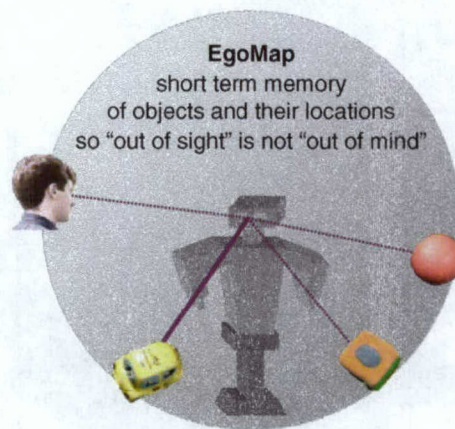 EgoMap
short term memory
of objects and their locations
so “out of sight” is not “out of mind”